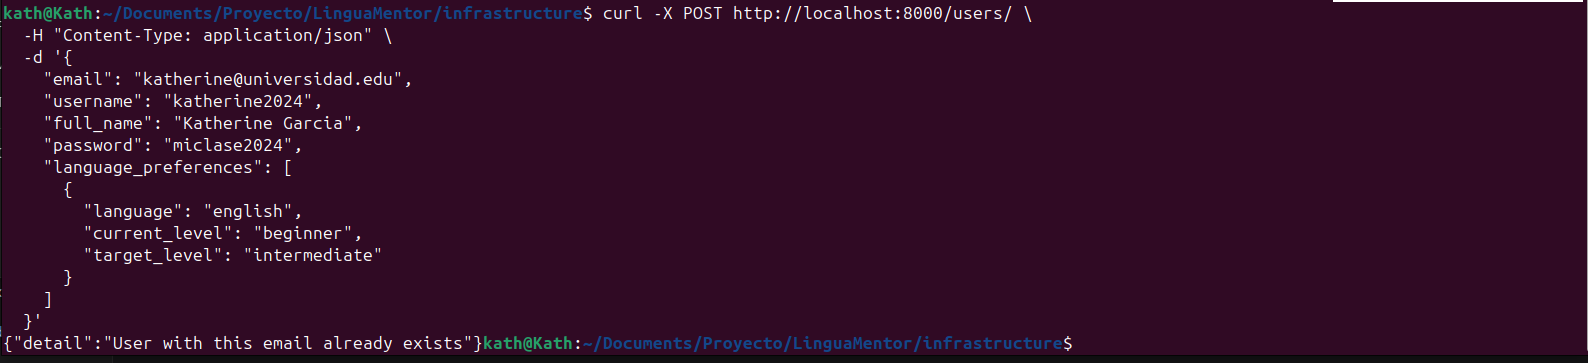 kath@Kath:~/Documents/Proyecto/LinguaMentor/infrastructure$ curl -X POST http://localhost:8000/users/ \
  -H "Content-Type: application/json" \
  -d '{
    "email": "katherine@universidad.edu",
    "username": "katherine2024",
    "full_name": "Katherine Garcia",
    "password": "miclase2024",
    "language_preferences": [
      {
        "language": "english",
        "current_level": "beginner",
        "target_level": "intermediate"
      }
    ]
  }'
{"detail":"User with this email already exists"}kath@Kath:~/Documents/Proyecto/LinguaMentor/infrastructure$